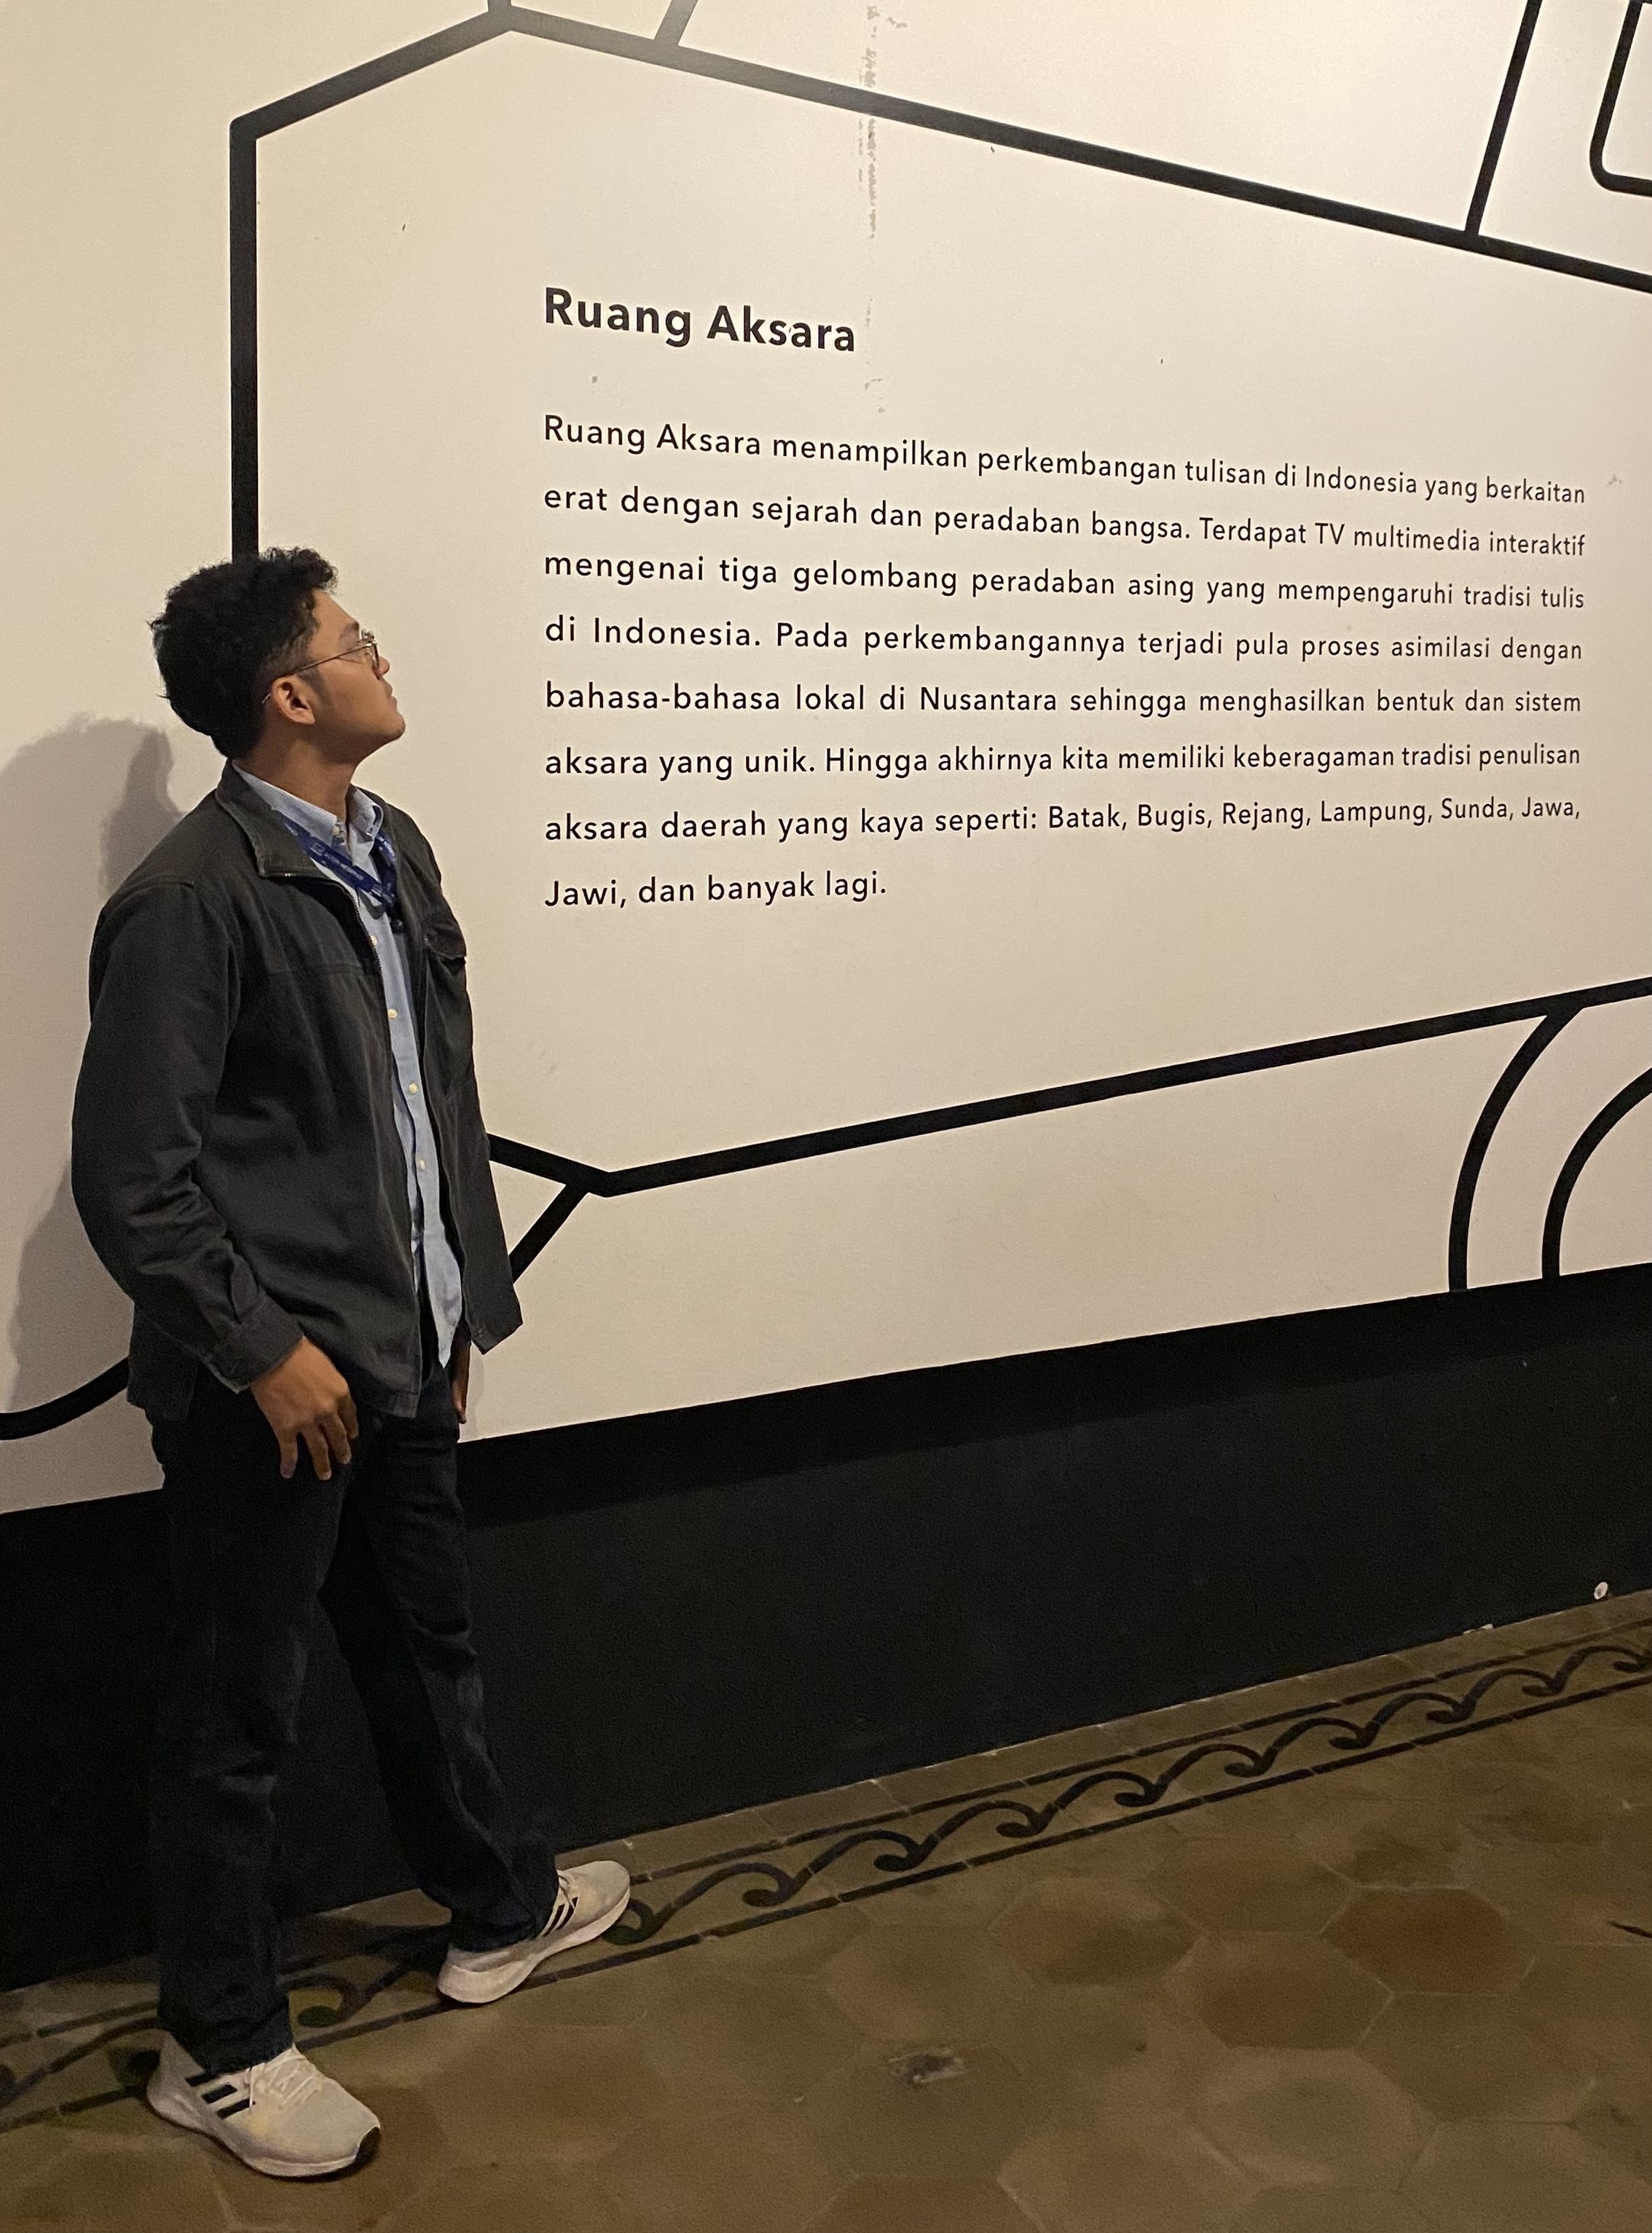 Ruang Aksara
Ruang Aksara menampilkan perkembangan tulisan di Indonesia yang berkaitan
erat dengan sejarah dan peradaban bangsa. Terdapat TV multimedia interaktif
mengenai tiga gelombang peradaban asing yang mempengaruhi tradisi tulis
di Indonesia. Pada perkembangannya terjadi pula proses asimilasi dengan
bahasa-bahasa lokal di Nusantara sehingga menghasilkan bentuk dan sistem
aksara yang unik. Hingga akhirnya kita memiliki keberagaman tradisi penulisan
aksara daerah yang kaya seperti: Batak, Bugis, Rejang, Lampung, Sunda, Jawa,
Jawi, dan banyak lagi.